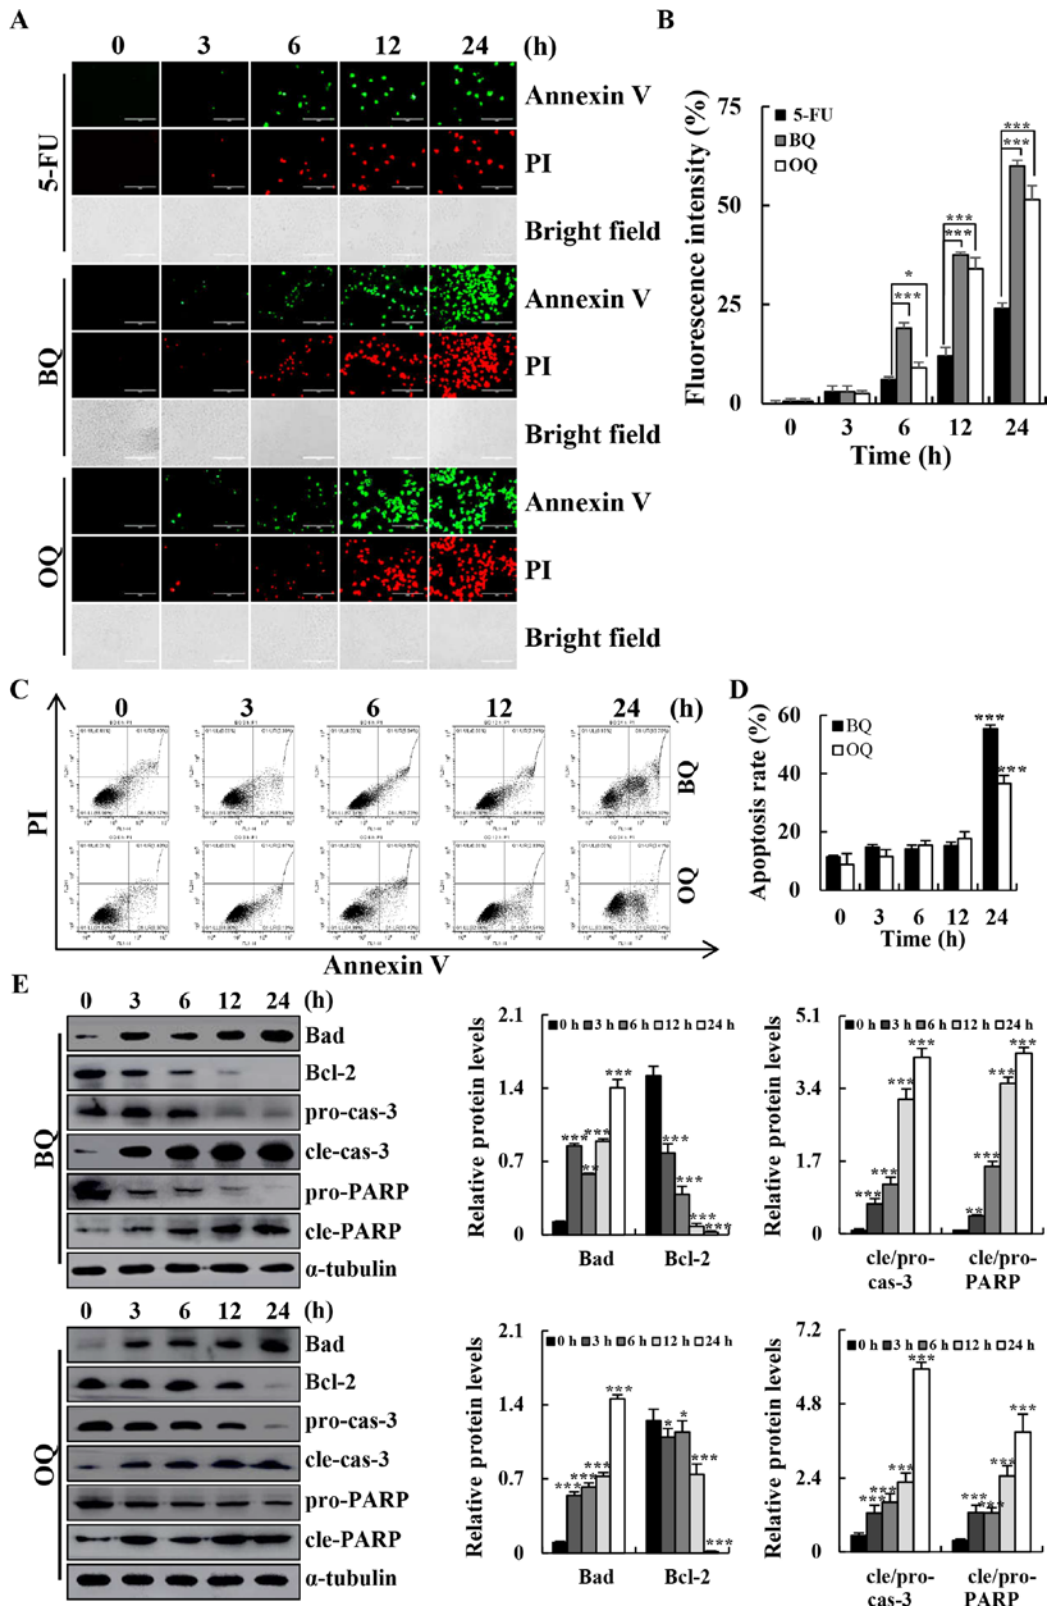 A
0 3 6 12 24 (h)
5-FU
Annexin V
PI
Bright field
BQ
Annexin V
PI
Bright field
OQ
Annexin V
PI
Bright field
B
Fluorescence intensity (%)
75
50
25
0
5-FU
BQ
OQ
*** ***
*** ***
* ***
0 3 6 12 24
Time (h)
C
0 3 6 12 24 (h)
PI
BQ
OQ
Annexin V
D
Apoptosis rate (%)
60
40
20
0
BQ
OQ
***
***
0 3 6 12 24
Time (h)
E
0 3 6 12 24 (h)
BQ
Bad
Bcl-2
pro-cas-3
cle-cas-3
pro-PARP
cle-PARP
α-tubulin
0 3 6 12 24 (h)
OQ
Bad
Bcl-2
pro-cas-3
cle-cas-3
pro-PARP
cle-PARP
α-tubulin
Relative protein levels
2.1
1.4
0.7
0
0 h 3 h 6 h 12 h 24 h
*** ** *** ***
*** *** *** ***
Bad Bcl-2
Relative protein levels
5.1
3.4
1.7
0
0 h 3 h 6 h 12 h 24 h
*** *** *** ***
** *** *** ***
cle/pro-cas-3
cle/pro-PARP
Relative protein levels
2.1
1.4
0.7
0
0 h 3 h 6 h 12 h 24 h
*** *** *** ***
* * *** ***
Bad Bcl-2
Relative protein levels
7.2
4.8
2.4
0
0 h 3 h 6 h 12 h 24 h
*** *** *** ***
*** *** *** ***
cle/pro-cas-3
cle/pro-PARP